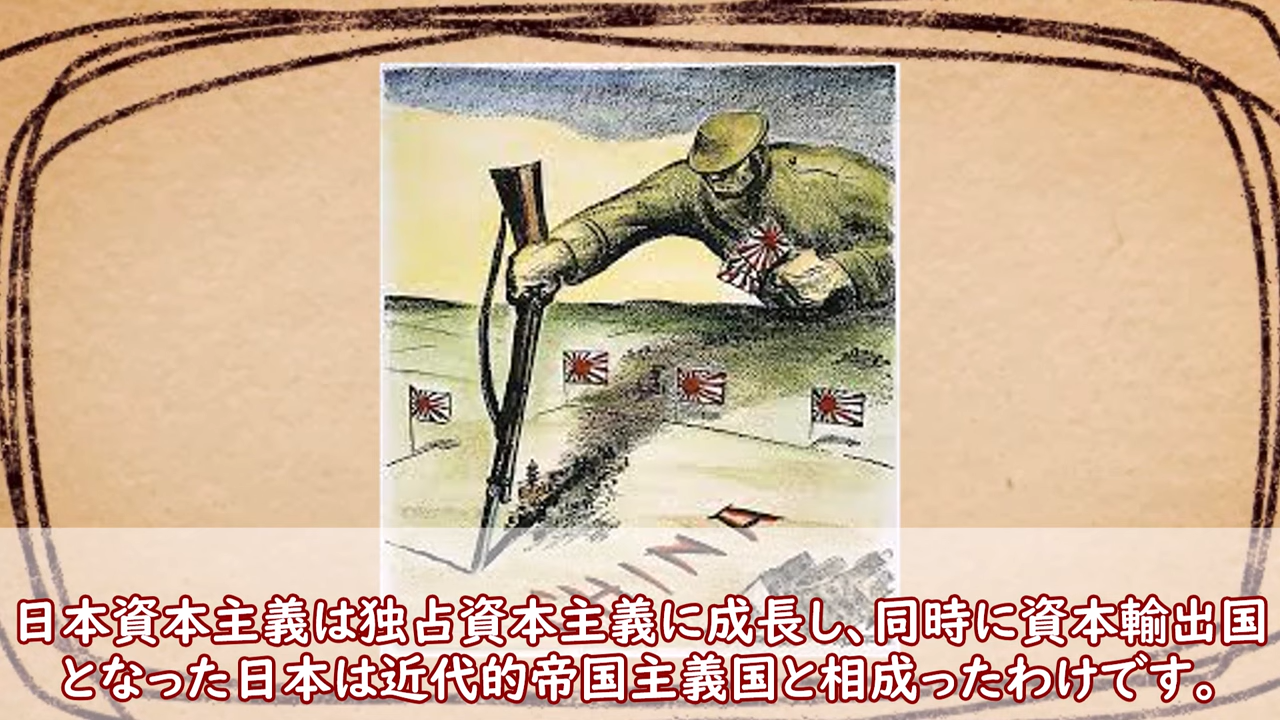 CHINA
日本資本主義は独占資本主義に成長し、同時に資本輸出国
となった日本は近代的帝国主義国と相成ったわけです。